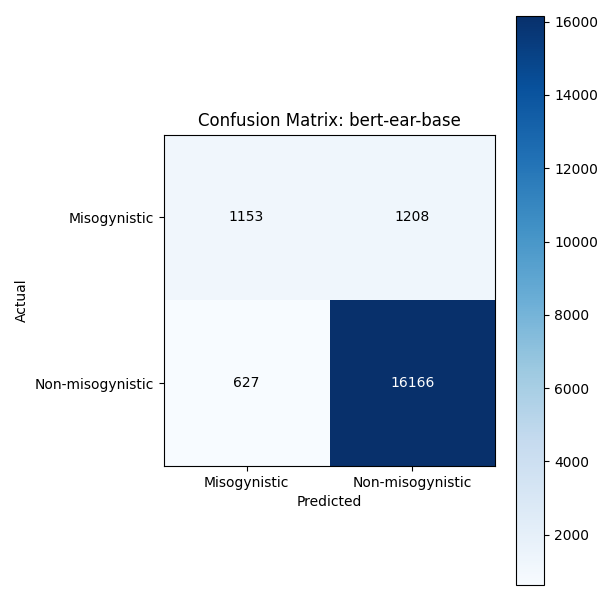 Confusion Matrix: bert-ear-base
16000
14000
12000
10000
8000
6000
4000
2000
Actual
Misogynistic
1153
1208
Non-misogynistic
627
16166
Misogynistic
Non-misogynistic
Predicted